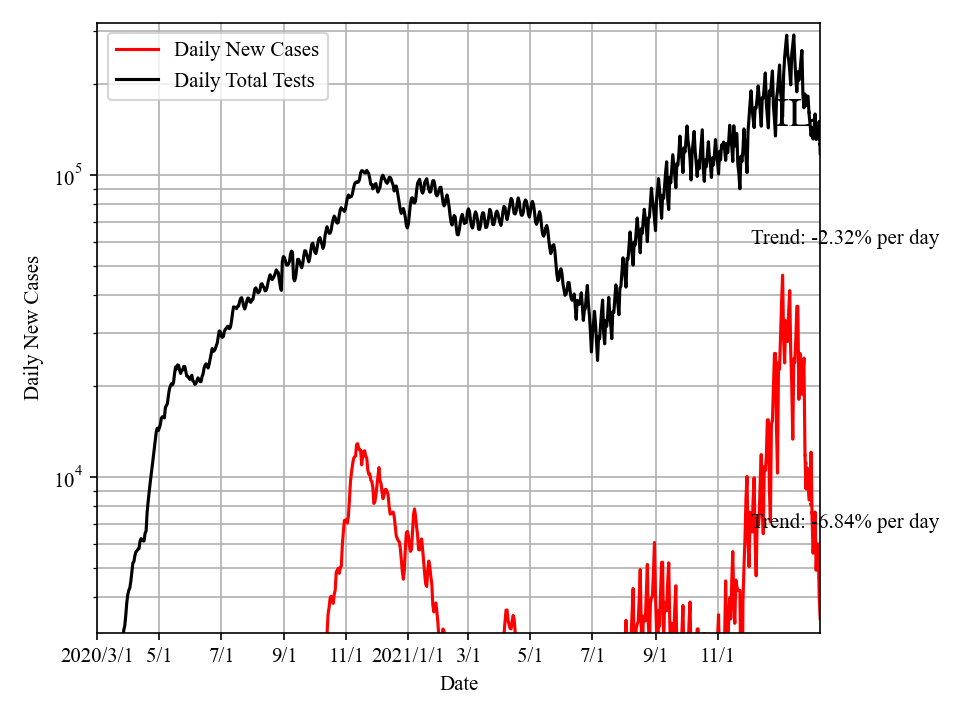 Daily New Cases
Daily Total Tests
IL
10^5
Trend: -2.32% per day
Daily New Cases
10^4
Trend: -6.84% per day
2020/3/1 5/1 7/1 9/1 11/1 2021/1/1 3/1 5/1 7/1 9/1 11/1
Date